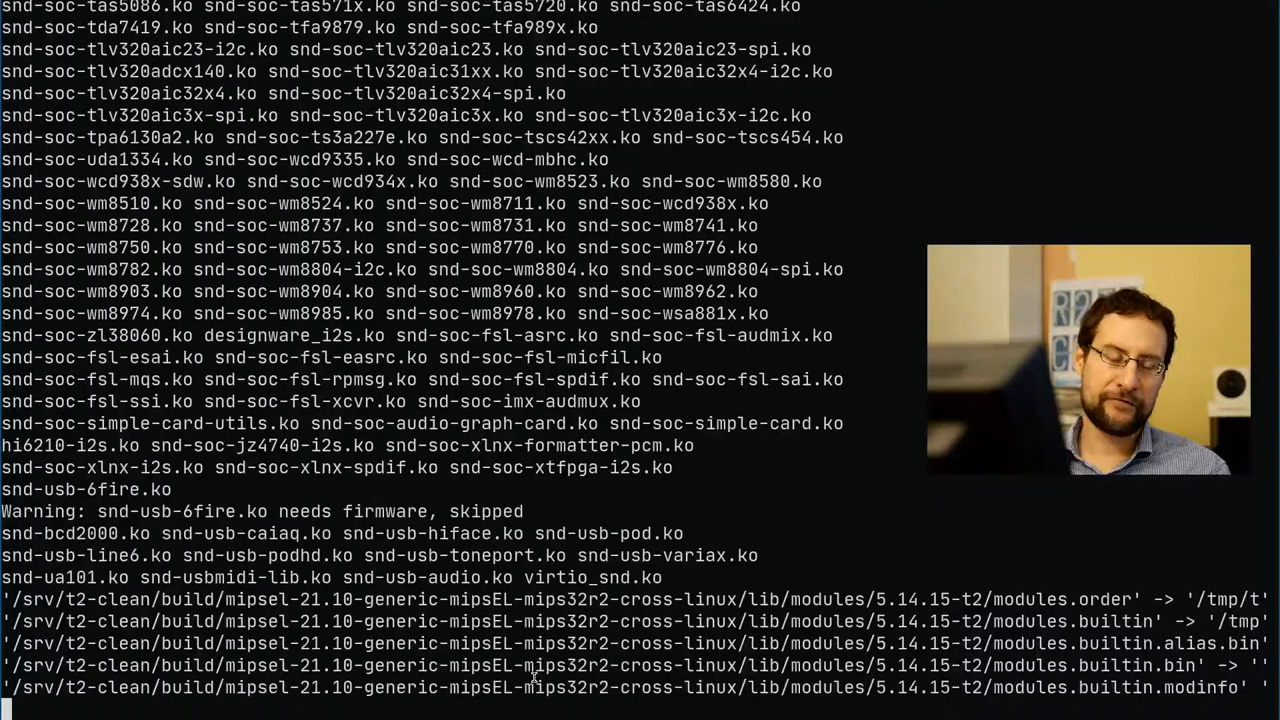 snd-soc-tas5086.ko snd-soc-tas571x.ko snd-soc-tas5720.ko snd-soc-tas6424.ko
snd-soc-tda7419.ko snd-soc-tfa9879.ko snd-soc-tfa989x.ko
snd-soc-tlv320aic23-i2c.ko snd-soc-tlv320aic23.ko snd-soc-tlv320aic23-spi.ko
snd-soc-tlv320adcx140.ko snd-soc-tlv320aic31xx.ko snd-soc-tlv320aic32x4-i2c.ko
snd-soc-tlv320aic32x4.ko snd-soc-tlv320aic32x4-spi.ko
snd-soc-tlv320aic3x-spi.ko snd-soc-tlv320aic3x.ko snd-soc-tlv320aic3x-i2c.ko
snd-soc-tpa6130a2.ko snd-soc-ts3a227e.ko snd-soc-tscs42xx.ko snd-soc-tscs454.ko
snd-soc-uda1334.ko snd-soc-wcd9335.ko snd-soc-wcd-mbhc.ko
snd-soc-wcd938x-sdw.ko snd-soc-wcd934x.ko snd-soc-wm8523.ko snd-soc-wm8580.ko
snd-soc-wm8510.ko snd-soc-wm8524.ko snd-soc-wm8711.ko snd-soc-wcd938x.ko
snd-soc-wm8728.ko snd-soc-wm8737.ko snd-soc-wm8731.ko snd-soc-wm8741.ko
snd-soc-wm8750.ko snd-soc-wm8753.ko snd-soc-wm8770.ko snd-soc-wm8776.ko
snd-soc-wm8782.ko snd-soc-wm8804-i2c.ko snd-soc-wm8804.ko snd-soc-wm8804-spi.ko
snd-soc-wm8903.ko snd-soc-wm8904.ko snd-soc-wm8960.ko snd-soc-wm8962.ko
snd-soc-wm8974.ko snd-soc-wm8985.ko snd-soc-wm8978.ko snd-soc-wsa881x.ko
snd-soc-zl38060.ko designware_i2s.ko snd-soc-fsl-asrc.ko snd-soc-fsl-audmix.ko
snd-soc-fsl-esai.ko snd-soc-fsl-easrc.ko snd-soc-fsl-micfil.ko
snd-soc-fsl-mqs.ko snd-soc-fsl-rpmsg.ko snd-soc-fsl-spdif.ko snd-soc-fsl-sai.ko
snd-soc-fsl-ssi.ko snd-soc-fsl-xcvr.ko snd-soc-imx-audmux.ko
snd-soc-simple-card-utils.ko snd-soc-audio-graph-card.ko snd-soc-simple-card.ko
hi6210-i2s.ko snd-soc-jz4740-i2s.ko snd-soc-xlnx-formatter-pcm.ko
snd-soc-xlnx-i2s.ko snd-soc-xlnx-spdif.ko snd-soc-xtfpga-i2s.ko
snd-usb-6fire.ko
Warning: snd-usb-6fire.ko needs firmware, skipped
snd-bcd2000.ko snd-usb-caiaq.ko snd-usb-hiface.ko snd-usb-pod.ko
snd-usb-line6.ko snd-usb-podhd.ko snd-usb-toneport.ko snd-usb-variax.ko
snd-ua101.ko snd-usbmidi-lib.ko snd-usb-audio.ko virtio_snd.ko
'/srv/t2-clean/build/mipsel-21.10-generic-mipsEL-mips32r2-cross-linux/lib/modules/5.14.15-t2/modules.order' -> '/tmp/t'
'/srv/t2-clean/build/mipsel-21.10-generic-mipsEL-mips32r2-cross-linux/lib/modules/5.14.15-t2/modules.builtin' -> '/tmp
'/srv/t2-clean/build/mipsel-21.10-generic-mipsEL-mips32r2-cross-linux/lib/modules/5.14.15-t2/modules.builtin.alias.bin'
'/srv/t2-clean/build/mipsel-21.10-generic-mipsEL-mips32r2-cross-linux/lib/modules/5.14.15-t2/modules.builtin.bin' -> ''
'/srv/t2-clean/build/mipsel-21.10-generic-mipsEL-mips32r2-cross-linux/lib/modules/5.14.15-t2/modules.builtin.modinfo' '